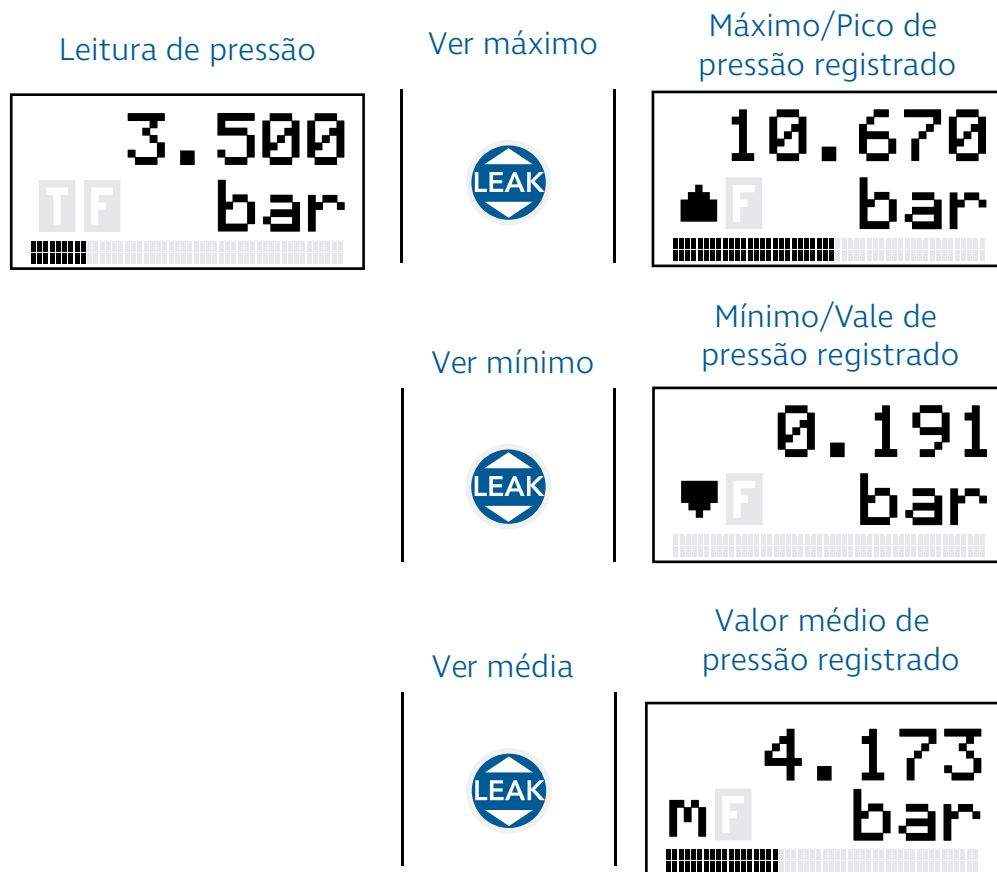 Leitura de pressão
Ver máximo
Máximo/Pico de
pressão registrado
3.500
T F bar
LEAK
10.670
F bar
Ver mínimo
Mínimo/Vale de
pressão registrado
LEAK
0.191
F bar
Ver média
Valor médio de
pressão registrado
LEAK
4.173
m F bar